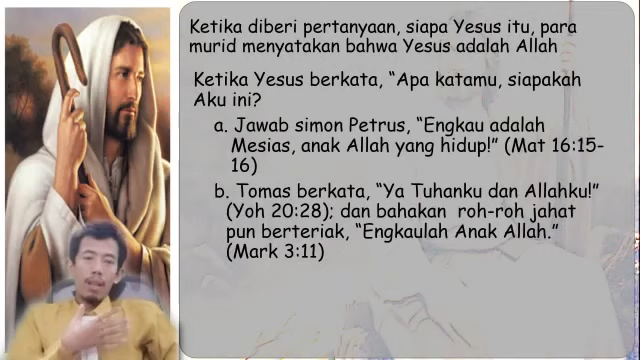 Ketika diberi pertanyaan, siapa Yesus itu, para
murid menyatakan bahwa Yesus adalah Allah
Ketika Yesus berkata, “Apa katamu, siapakah
Aku ini?
a. Jawab simon Petrus, “Engkau adalah
Mesias, anak Allah yang hidup!” (Mat 16:15-
16)
b. Tomas berkata, “Ya Tuhanku dan Allahku!”
(Yoh 20:28); dan bahakan roh-roh jahat
pun berteriak, “Engkaulah Anak Allah.”
(Mark 3:11)